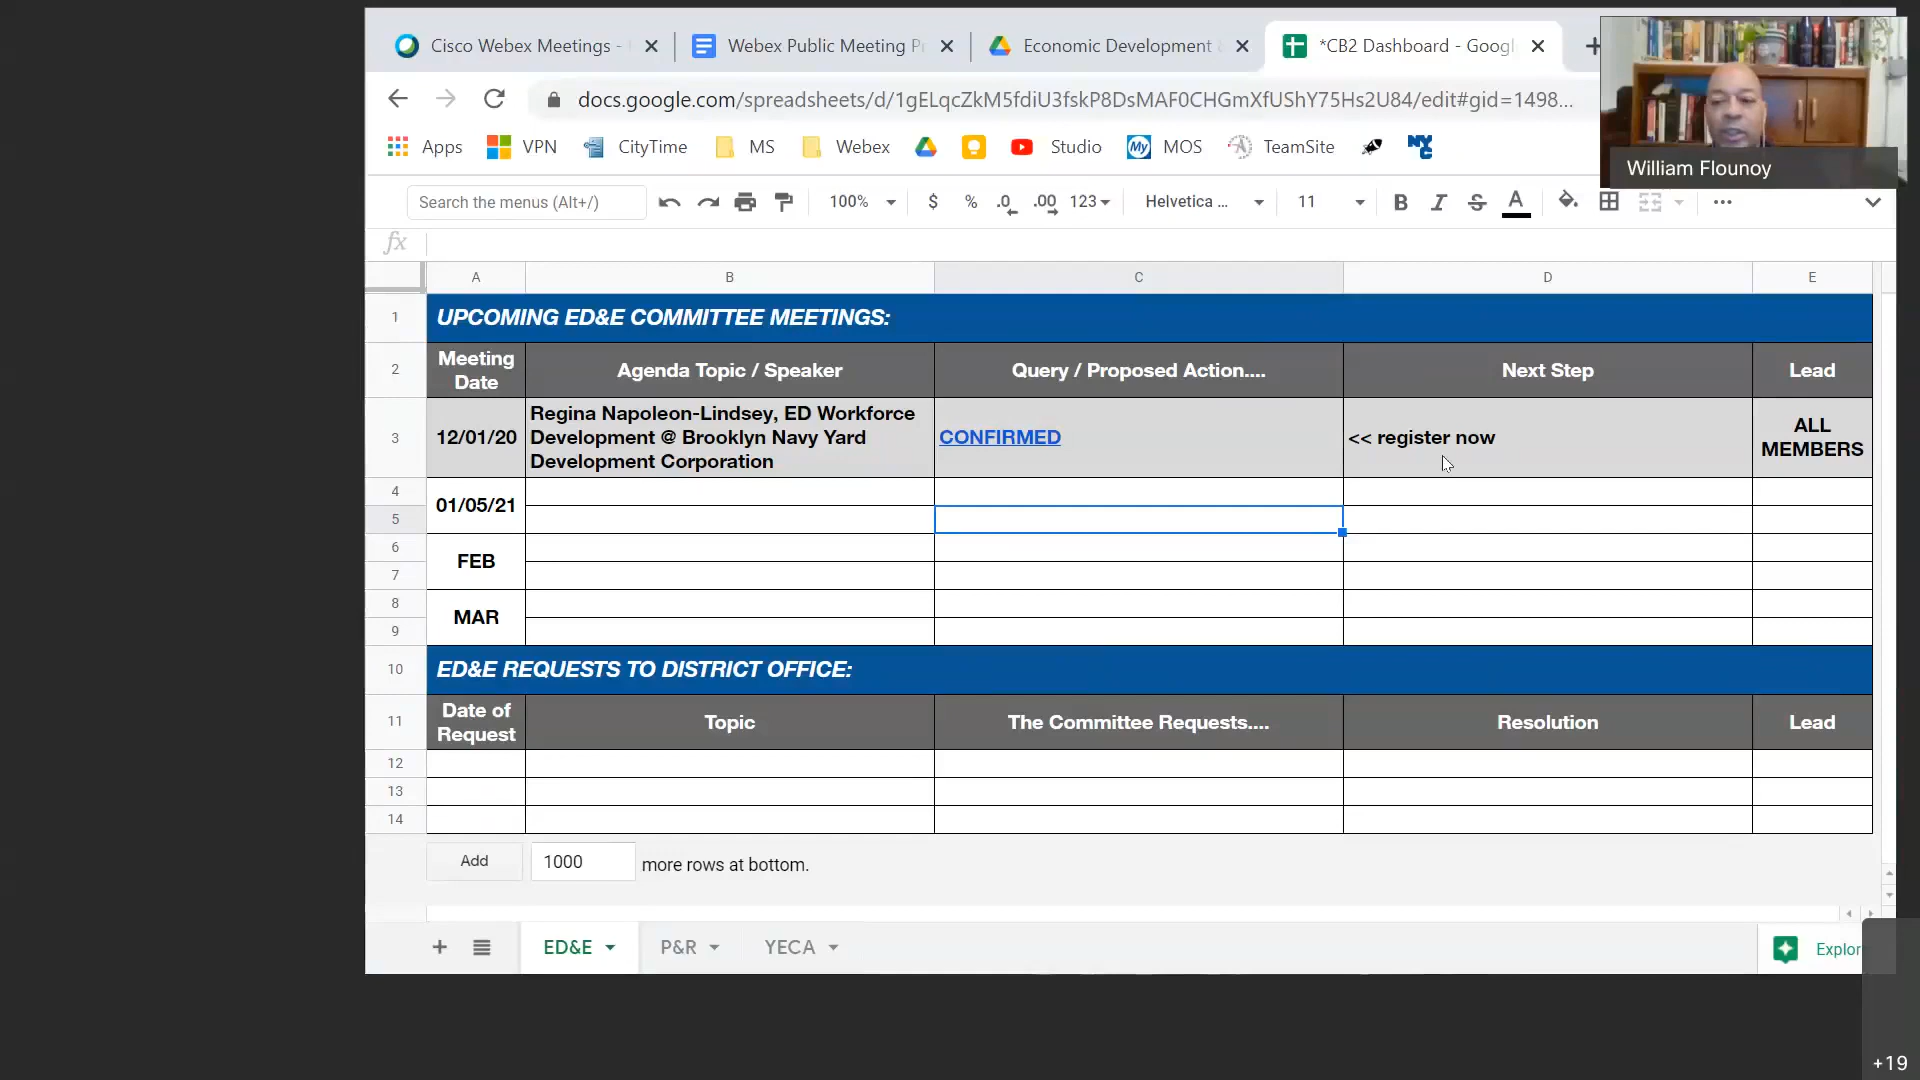 Cisco Webex Meetings -
Webex Public Meeting P
Economic Development
*CB2 Dashboard - Googl
docs.google.com/spreadsheets/d/1gELqcZkM5fdiU3fskP8DsMAF0CHGmXfUShY75Hs2U84/edit#gid=1498...
Apps
VPN
CityTime
MS
Webex
Studio
My
MOS
TeamSite
NYC
William Flounoy
Search the menus (Alt+/)
100%
$
%
.0
.00
123
Helvetica ...
11
B
I
S
A
...
fx
A
B
C
D
E
1
UPCOMING ED&E COMMITTEE MEETINGS:
2
Meeting
Date
Agenda Topic / Speaker
Query / Proposed Action....
Next Step
Lead
3
12/01/20
Regina Napoleon-Lindsey, ED Workforce
Development @ Brooklyn Navy Yard
Development Corporation
CONFIRMED
<< register now
ALL
MEMBERS
4
01/05/21
5
6
FEB
7
8
MAR
9
10
ED&E REQUESTS TO DISTRICT OFFICE:
11
Date of
Request
Topic
The Committee Requests....
Resolution
Lead
12
13
14
Add
1000
more rows at bottom.
ED&E
P&R
YECA
Explor
+19